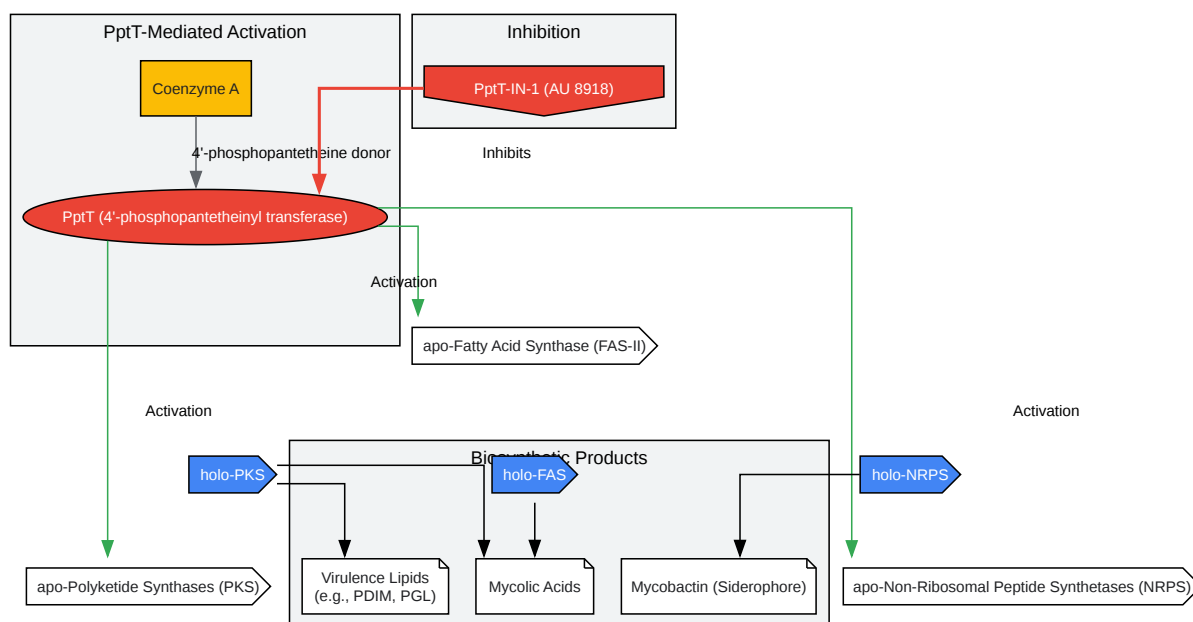 PptT-Mediated Activation
Inhibition
Coenzyme A
PptT-IN-1 (AU 8918)
4'-phosphopantetheine donor
Inhibits
PptT (4'-phosphopantetheinyl transferase)
Activation
apo-Fatty Acid Synthase (FAS-II)
Activation
Activation
Biosynthetic Products
holo-PKS
holo-FAS
holo-NRPS
apo-Polyketide Synthases (PKS)
Virulence Lipids
(e.g., PDIM, PGL)
Mycolic Acids
Mycobactin (Siderophore)
apo-Non-Ribosomal Peptide Synthetases (NRPS)